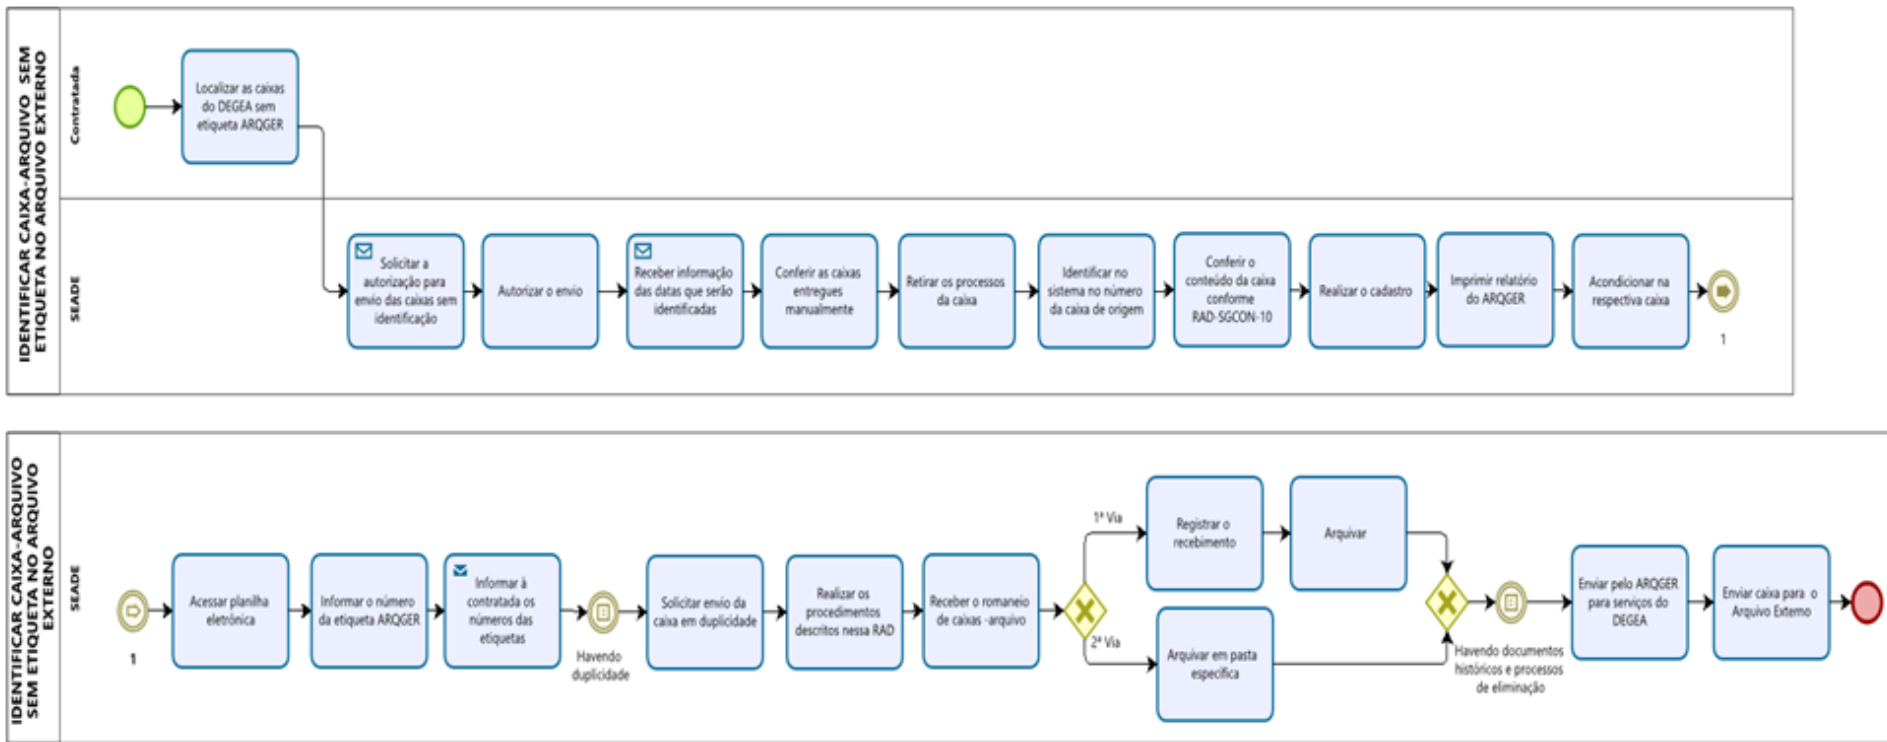 IDENTIFICAR CAIXA-ARQUIVO SEM
ETIQUETA NO ARQUIVO EXTERNO
Contratada
Localizar as caixas
do DEGEA sem
etiqueta ARQGER
SEADE
Solicitar a
autorização para
envio das caixas sem
identificação
Autorizar o envio
Receber informação
das datas que serão
identificadas
Conferir as caixas
entregues
manualmente
Retirar os processos
da caixa
Identificar no
sistema no número
da caixa de origem
Conferir o
conteúdo da caixa
conforme
RAD-SGCON-10
Realizar o cadastro
Imprimir relatório
do ARQGER
Acondicionar na
respectiva caixa
1
IDENTIFICAR CAIXA-ARQUIVO
SEM ETIQUETA NO ARQUIVO
EXTERNO
SEADE
1
Acessar planilha
eletrônica
Informar o número
da etiqueta ARQGER
Informar à
contratada os
números das
etiquetas
Havendo
duplicidade
Solicitar envio da
caixa em duplicidade
Realizar os
procedimentos
descritos nessa RAD
Receber o romaneio
de caixas -arquivo
1ª Via
Registrar o
recebimento
Arquivar
2ª Via
Arquivar em pasta
específica
Havendo documentos
históricos e processos
de eliminação
Enviar pelo ARQGER
para serviços do
DEGEA
Enviar caixa para o
Arquivo Externo